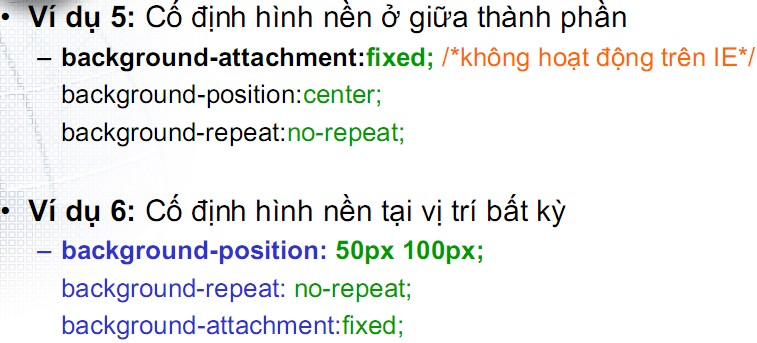 • Ví dụ 5: Cố định hình nền ở giữa thành phần
– background-attachment:fixed; /*không hoạt động trên IE*/
background-position:center;
background-repeat:no-repeat;
• Ví dụ 6: Cố định hình nền tại vị trí bất kỳ
– background-position: 50px 100px;
background-repeat: no-repeat;
background-attachment:fixed;